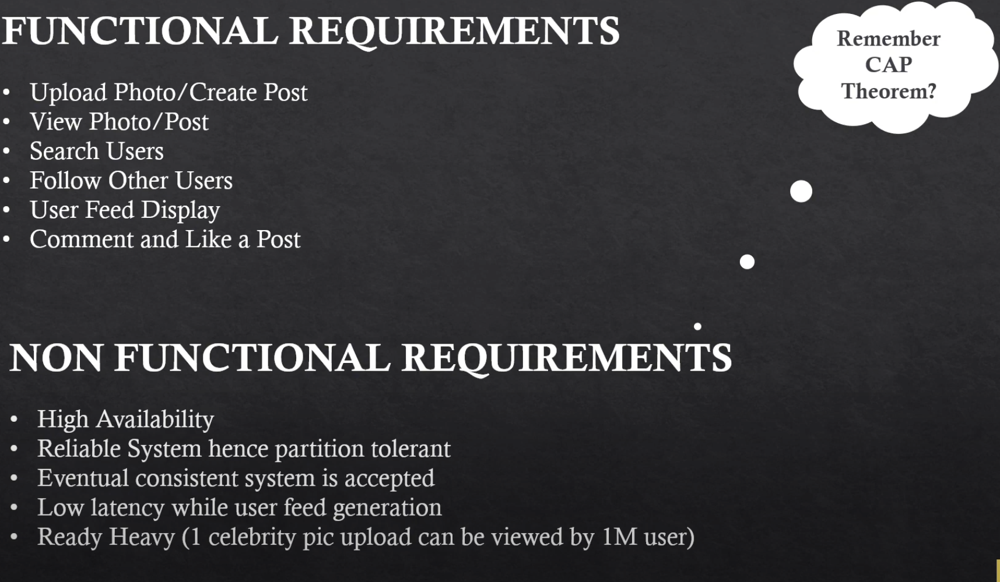 FUNCTIONAL REQUIREMENTS
• Upload Photo/Create Post
• View Photo/Post
• Search Users
• Follow Other Users
• User Feed Display
• Comment and Like a Post
Remember
CAP
Theorem?
NON FUNCTIONAL REQUIREMENTS
• High Availability
• Reliable System hence partition tolerant
• Eventual consistent system is accepted
• Low latency while user feed generation
• Ready Heavy (1 celebrity pic upload can be viewed by 1M user)